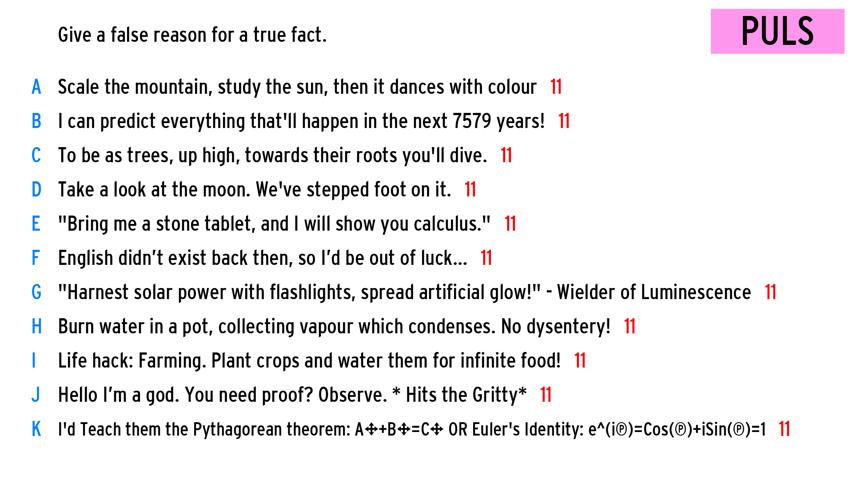 Give a false reason for a true fact.
PULS
A Scale the mountain, study the sun, then it dances with colour 11
B I can predict everything that'll happen in the next 7579 years! 11
C To be as trees, up high, towards their roots you'll dive. 11
D Take a look at the moon. We've stepped foot on it. 11
E "Bring me a stone tablet, and I will show you calculus." 11
F English didn’t exist back then, so I’d be out of luck... 11
G "Harnest solar power with flashlights, spread artificial glow!" - Wielder of Luminescence 11
H Burn water in a pot, collecting vapour which condenses. No dysentery! 11
I Life hack: Farming. Plant crops and water them for infinite food! 11
J Hello I’m a god. You need proof? Observe. * Hits the Gritty* 11
K I'd Teach them the Pythagorean theorem: A✢+B✢=C✢ OR Euler's Identity: e^(i℗)=Cos(℗)+iSin(℗)=1 11